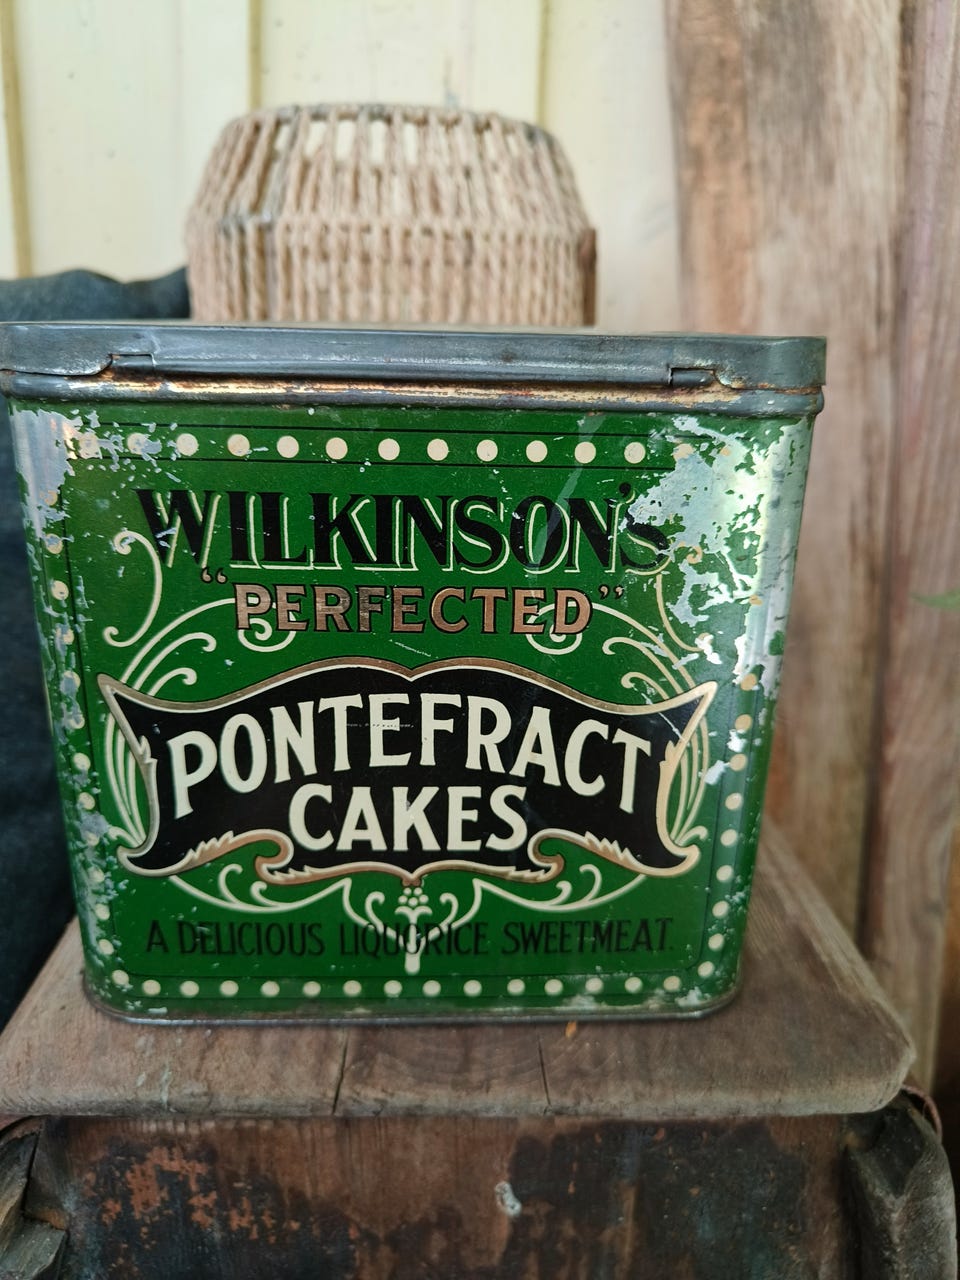 WILKINSON'S
"PERFECTED"
PONTEFRACT
CAKES
A DELICIOUS LIQUORICE SWEETMEAT.